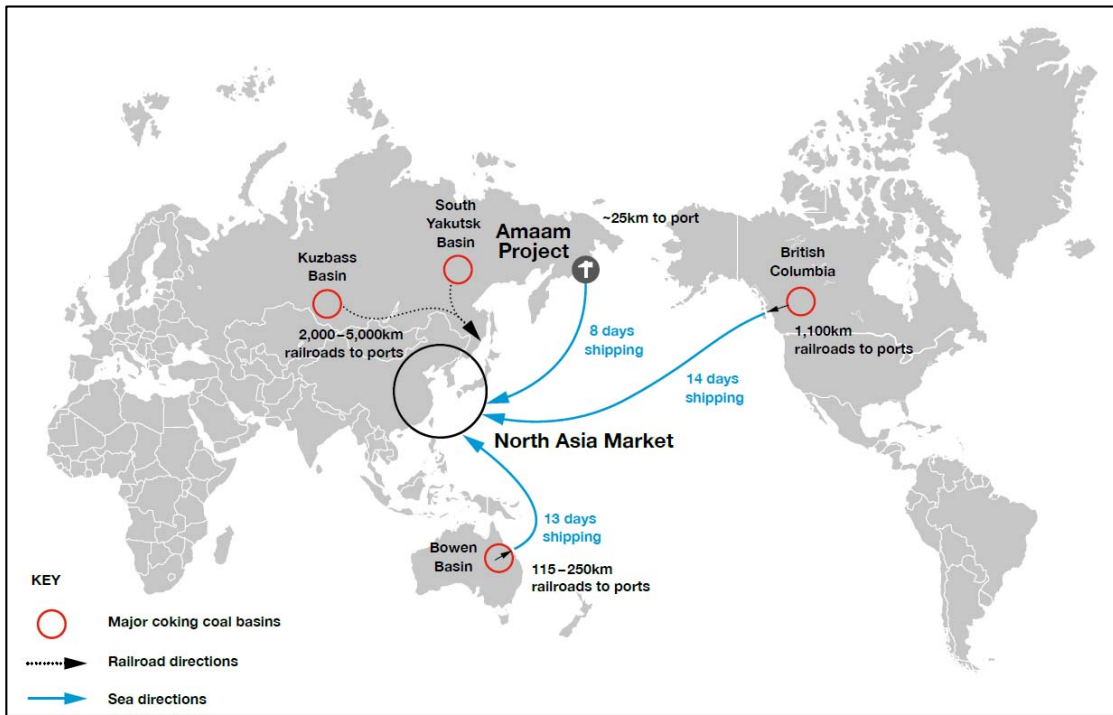 South
Yakutsk
Basin
Amaam
Project
~25km to port
Kuzbass
Basin
British
Columbia
2,000–5,000km
railroads to ports
8 days
shipping
1,100km
railroads to ports
14 days
shipping
North Asia Market
13 days
shipping
Bowen
Basin
115–250km
railroads to ports
KEY
Major coking coal basins
Railroad directions
Sea directions